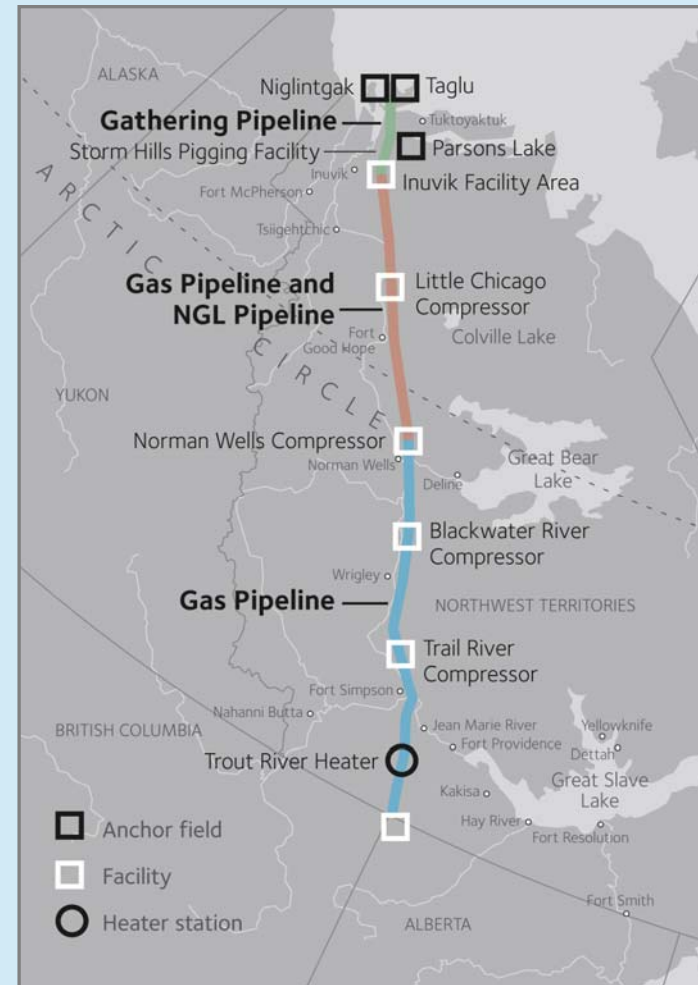 ALASKA
Niglintgak
Taglu
Gathering Pipeline
Tuktoyaktuk
Storm Hills Pigging Facility
Parsons Lake
Inuvik
Inuvik Facility Area
Fort McPherson
Tsiigehtchic
ARCTIC CIRCLE
Gas Pipeline and
NGL Pipeline
Little Chicago
Compressor
Fort
Good Hope
Colville Lake
YUKON
Norman Wells Compressor
Norman Wells
Great Bear
Lake
Deline
Blackwater River
Compressor
Wrigley
Gas Pipeline
NORTHWEST TERRITORIES
Trail River
Compressor
Fort Simpson
Nahanni Butta
BRITISH COLUMBIA
Jean Marie River
Yellowknife
Fort Providence
Dettah
Trout River Heater
Great Slave
Lake
Kakisa
Hay River
Fort Resolution
Anchor field
Facility
Heater station
Fort Smith
ALBERTA